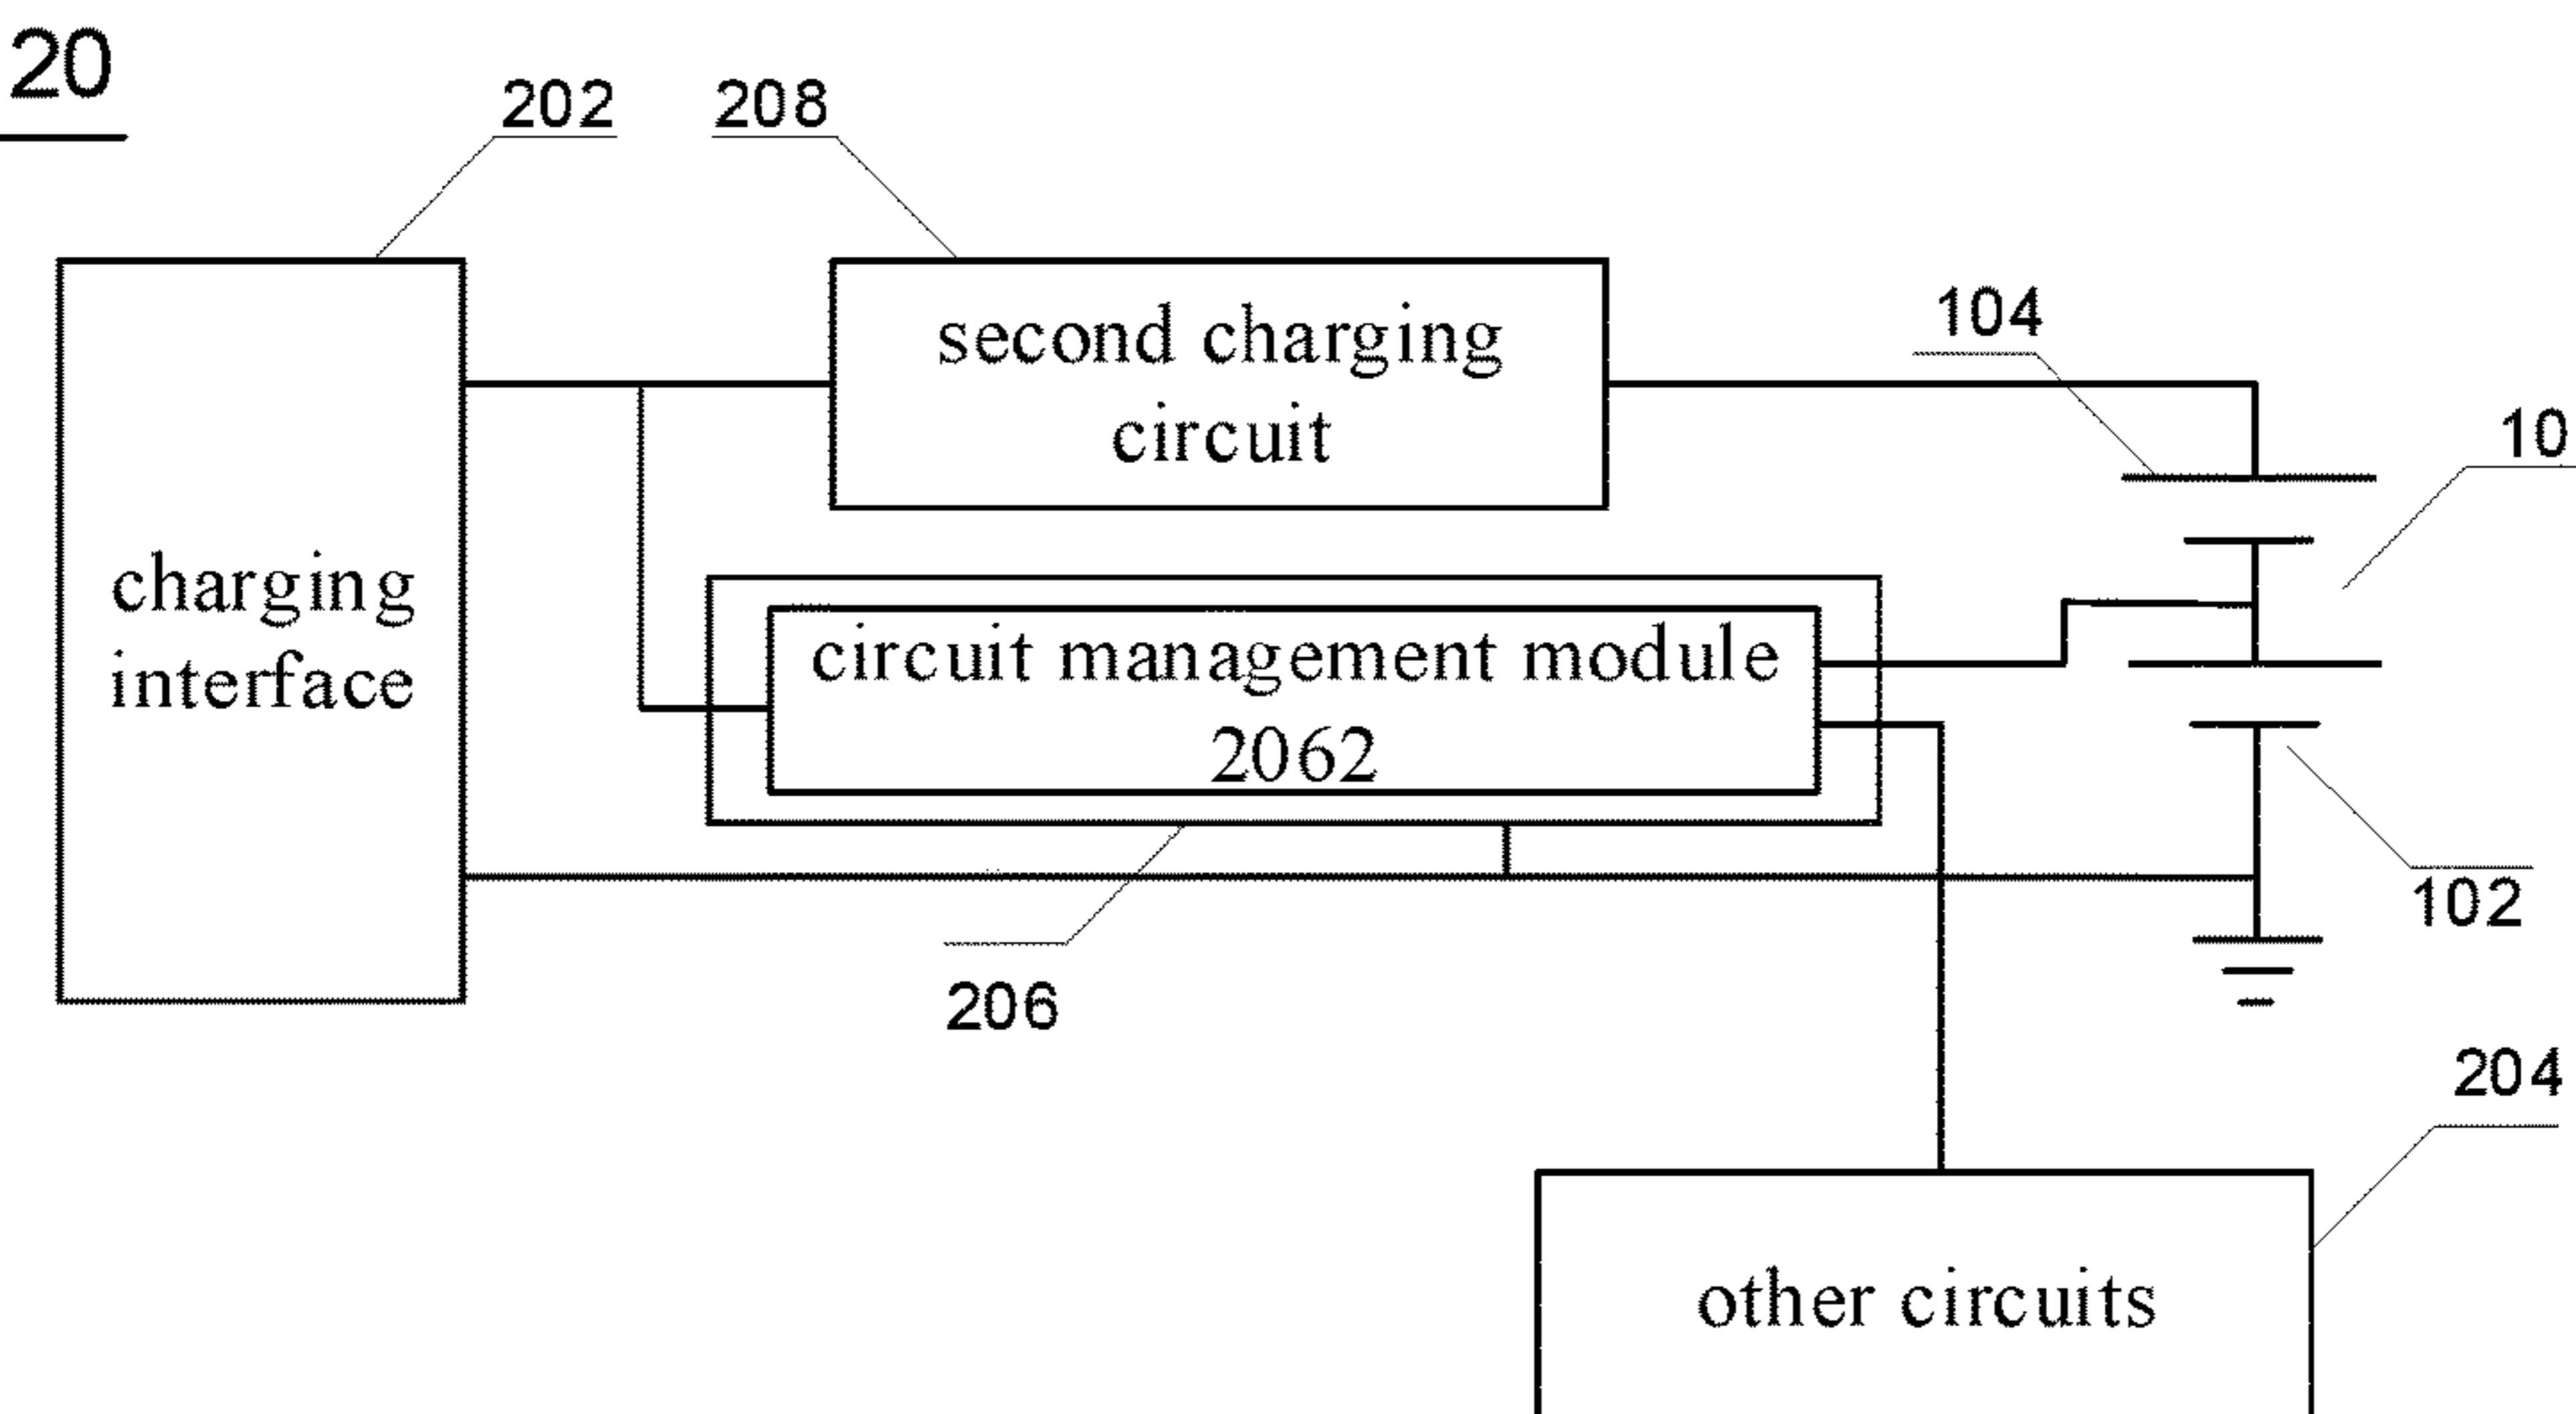 20
202
208
second charging
circuit
104
10
charging
interface
circuit management module
2062
102
206
204
other circuits